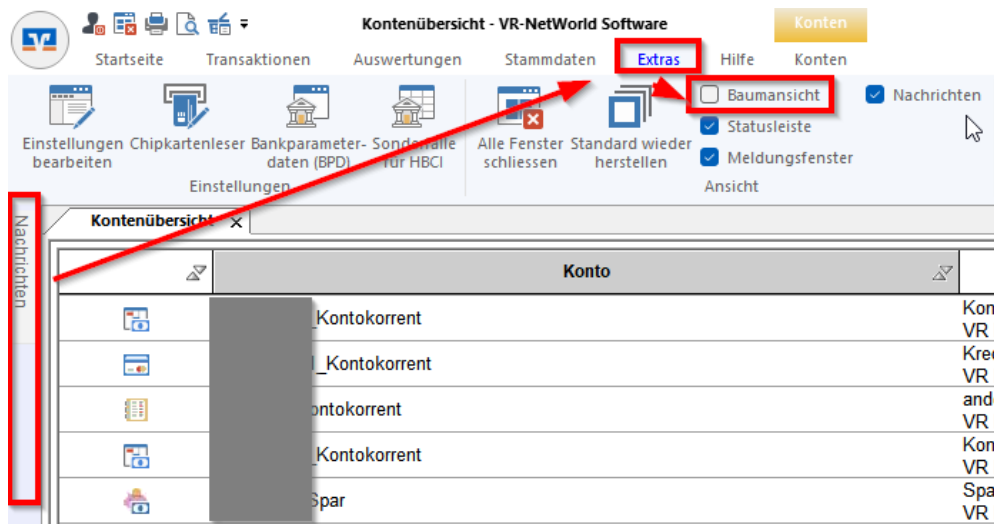 Kontenübersicht - VR-NetWorld Software
Konten
Startseite Transaktionen Auswertungen Stammdaten Extras Hilfe Konten
Einstellungen bearbeiten
Chipkartenleser
Bankparameter-
daten (BPD)
Sonderfälle
für HBCI
Alle Fenster
schliessen
Standard wieder
herstellen
Baumansicht
Statusleiste
Meldungsfenster
Nachrichten
Einstellungen
Ansicht
Nachrichten
Kontenübersicht x
Konto
_Kontokorrent
Kon
VR
_Kontokorrent
Kre
VR
ontokorrent
and
VR
_Kontokorrent
Kon
VR
Spar
Spa
VR